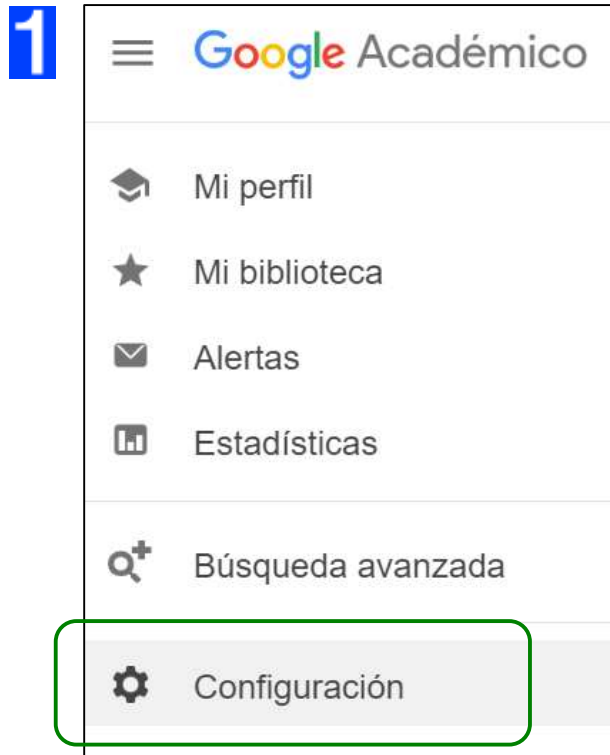 1
Google Académico
Mi perfil
Mi biblioteca
Alertas
Estadísticas
Búsqueda avanzada
Configuración